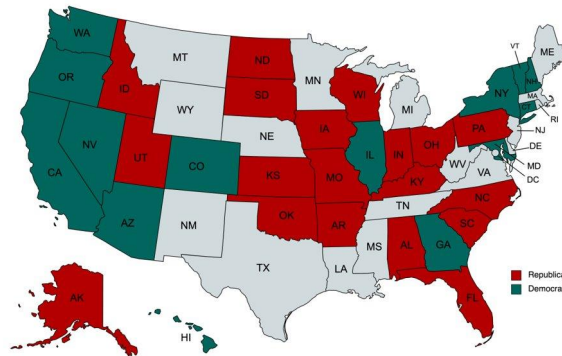 WA
MT
ND
MN
ME
VT
NH
OR
ID
SD
WI
NY
MA
CT
RI
WY
MI
IA
PA
NJ
NE
NV
UT
CO
IL
IN
OH
DE
MD
DC
WV
VA
CA
KS
MO
KY
NC
TN
SC
AZ
NM
OK
AR
MS
AL
GA
TX
LA
FL
AK
HI
Republica
Democra